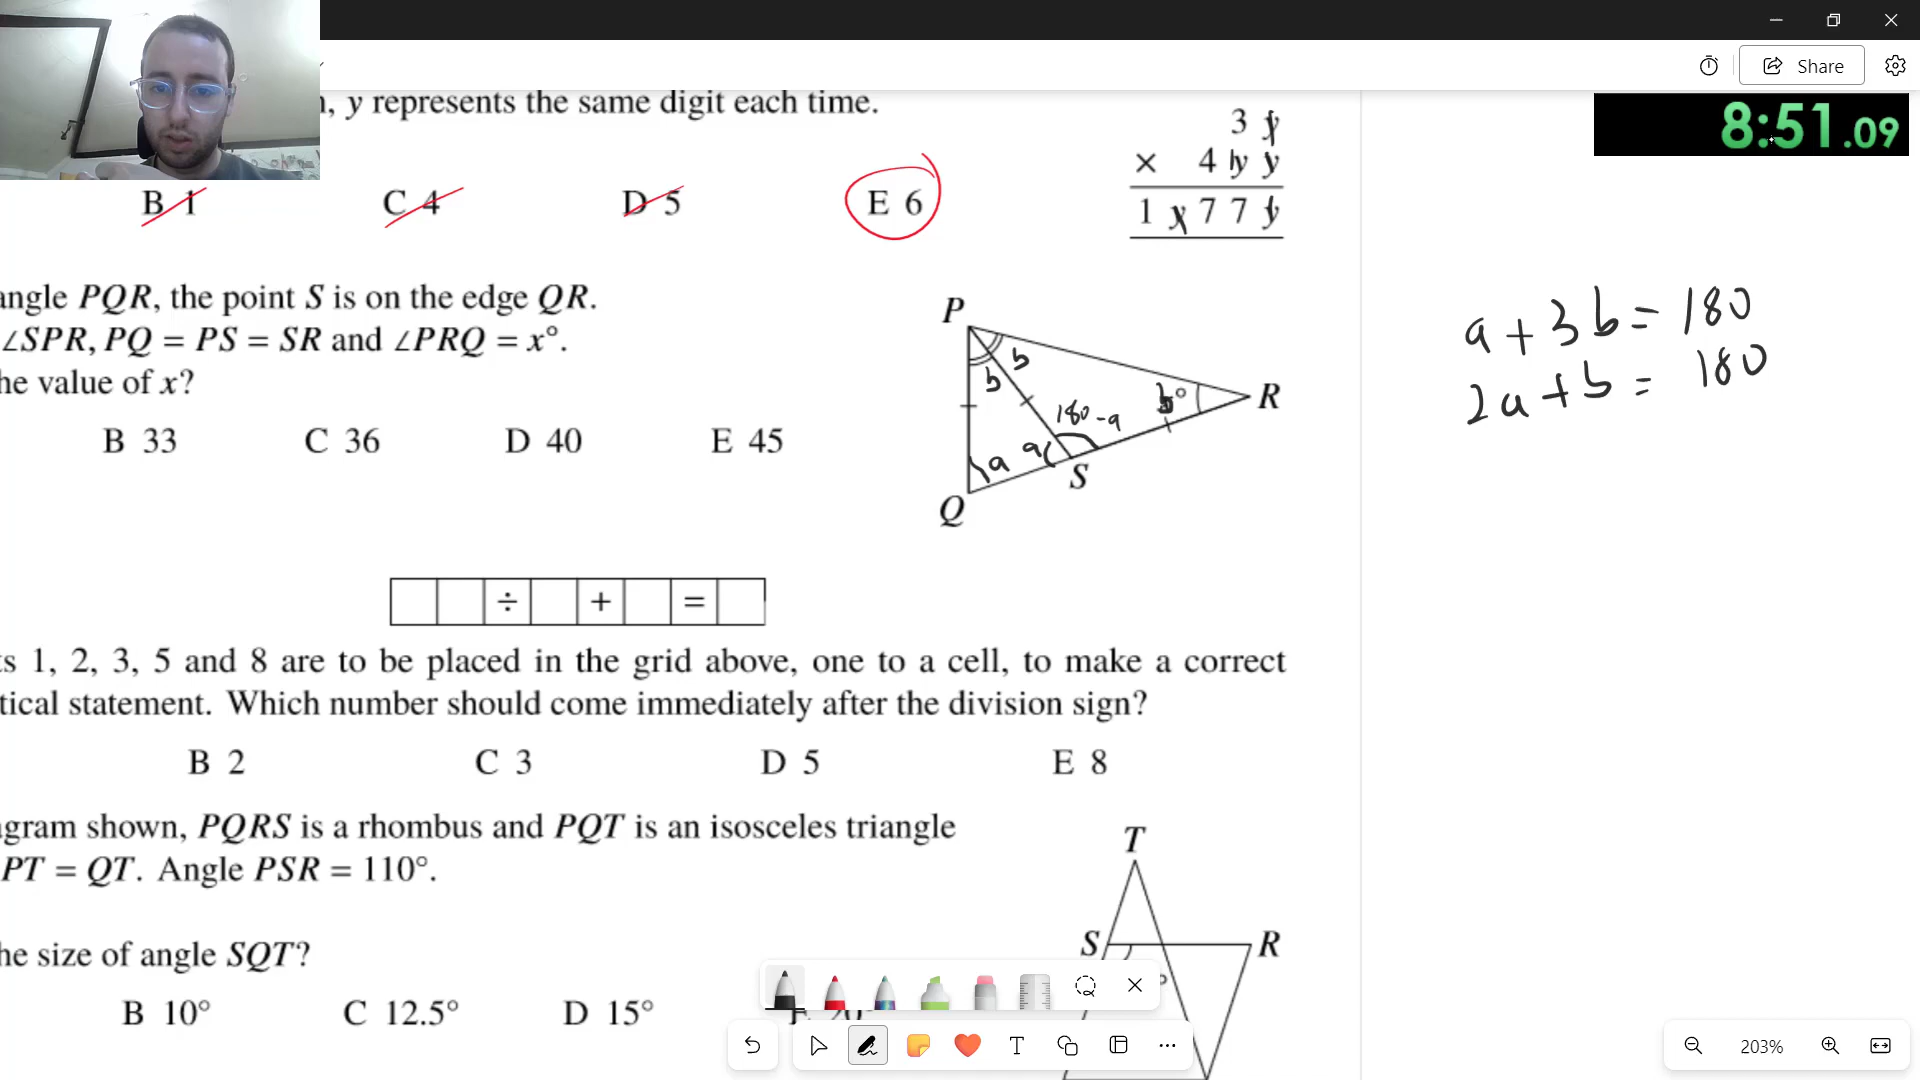 Share
8:51.09
, y represents the same digit each time.
3 y
× 4 y y
1 y 7 7 y
B 1 C 4 D 5 E 6
angle PQR, the point S is on the edge QR.
∠SPR, PQ = PS = SR and ∠PRQ = x°.
he value of x?
B 33 C 36 D 40 E 45
P
b
b
180-a
b°
R
a
a
S
Q
a + 3b = 180
2a + b = 180
÷ + =
s 1, 2, 3, 5 and 8 are to be placed in the grid above, one to a cell, to make a correct
tical statement. Which number should come immediately after the division sign?
B 2 C 3 D 5 E 8
gram shown, PQRS is a rhombus and PQT is an isosceles triangle
PT = QT. Angle PSR = 110°.
T
S
R
he size of angle SQT?
B 10° C 12.5° D 15°
T
203%